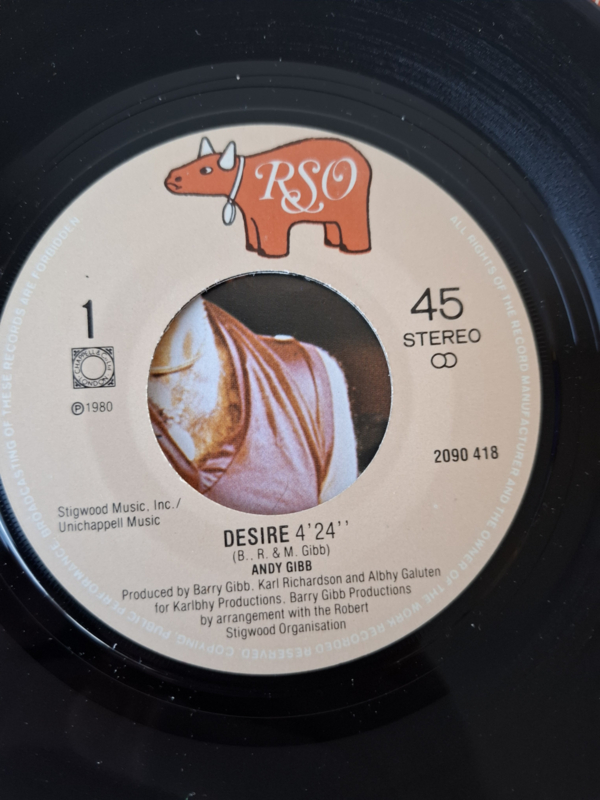 RSO
1
45
STEREO
℗1980
2090 418
Stigwood Music, Inc./
Unichappell Music
DESIRE 4'24''
(B.. R. & M. Gibb)
ANDY GIBB
Produced by Barry Gibb, Karl Richardson and Albhy Galuten
for Karlbhy Productions, Barry Gibb Productions
by arrangement with the Robert
Stigwood Organisation
ALL RIGHTS OF THE RECORD MANUFACTURER AND THE OWNER OF THE WORK RECORDED RESERVED. COPYING, PUBLIC PERFORMANCE, BROADCASTING OF THESE RECORDS ARE FORBIDDEN